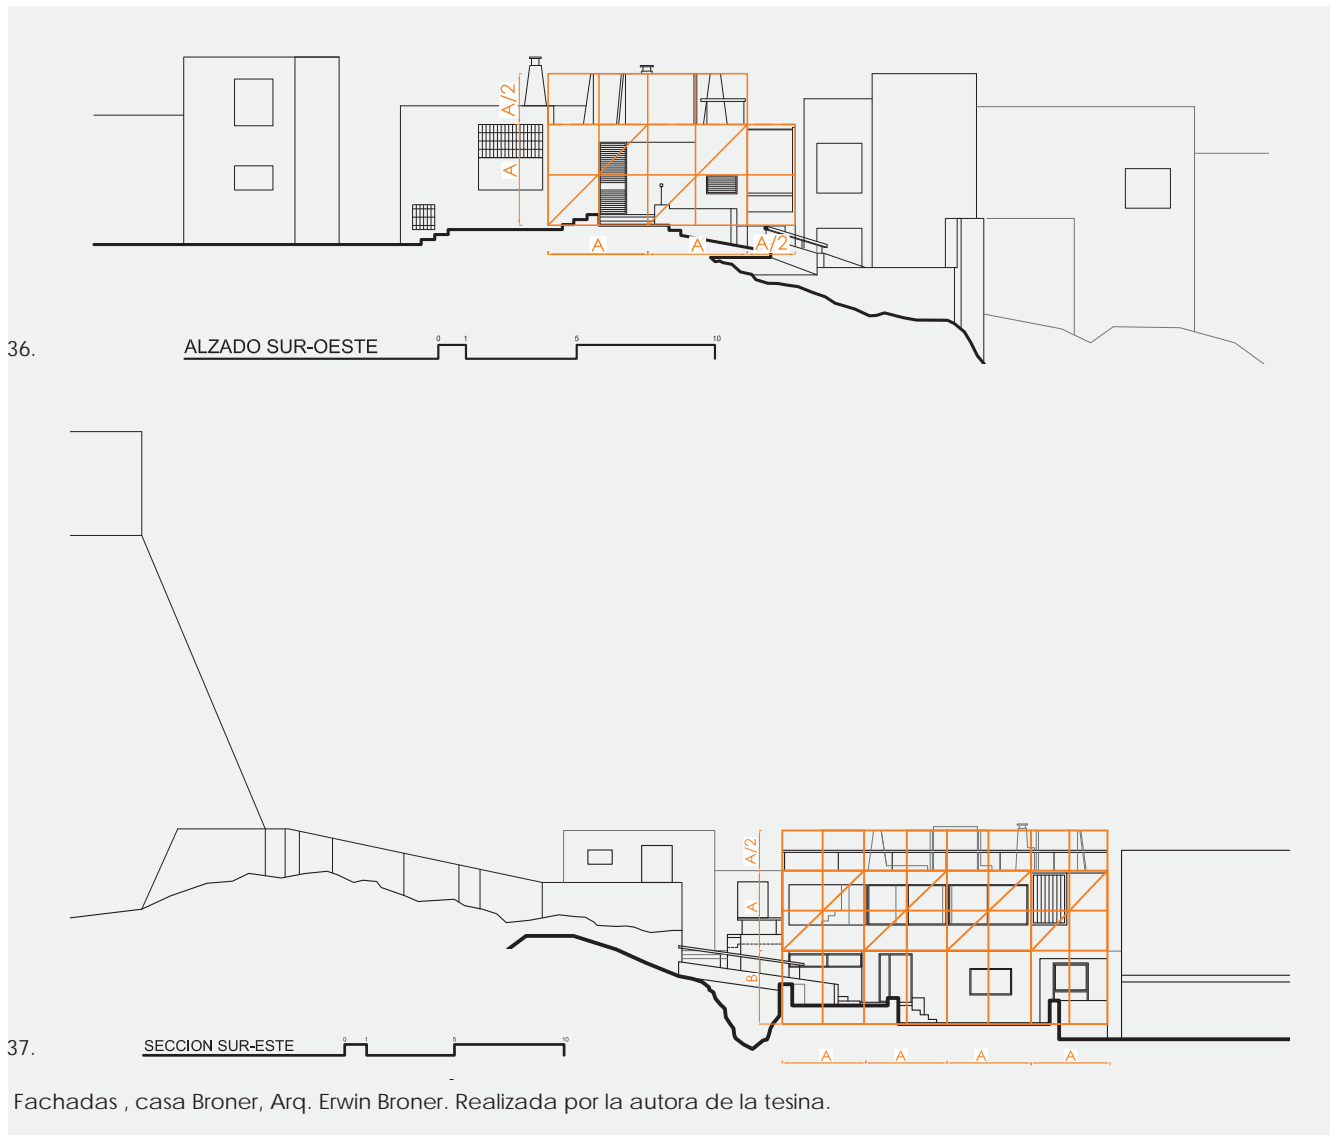 A/2
A
A A A/2
36.
ALZADO SUR-OESTE
0 1 5 10
A/2
A
B
37.
SECCION SUR-ESTE
0 1 5 10
A A A A
Fachadas , casa Broner, Arq. Erwin Broner. Realizada por la autora de la tesina.